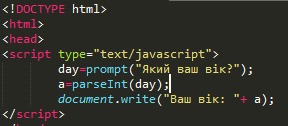 <!DOCTYPE html>
<html>
<head>
<script type="text/javascript">
day=prompt("Який ваш вік?");
a=parseInt(day);
document.write("Ваш вік: "+ a);
</script>